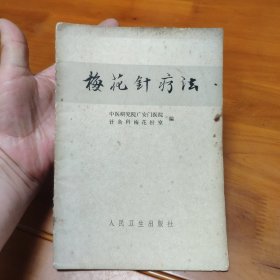 梅花針疗法
中医研究院广安门医院
针灸科梅花针室
编
人民卫生出版社